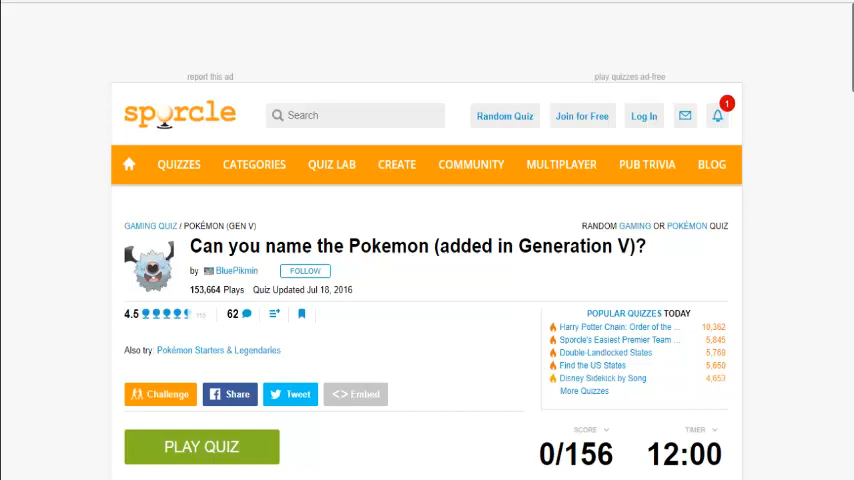 report this ad
play quizzes ad-free
sporcle
Search
Random Quiz
Join for Free
Log In
1
QUIZZES
CATEGORIES
QUIZ LAB
CREATE
COMMUNITY
MULTIPLAYER
PUB TRIVIA
BLOG
GAMING QUIZ / POKÉMON (GEN V)
RANDOM GAMING OR POKÉMON QUIZ
Can you name the Pokemon (added in Generation V)?
by BluePikmin
FOLLOW
153,664 Plays Quiz Updated Jul 18, 2016
4.5
62
Also try: Pokémon Starters & Legendaries
Challenge
Share
Tweet
<> Embed
POPULAR QUIZZES TODAY
Harry Potter Chain: Order of the ... 10,362
Sporcle's Easiest Premier Team ... 5,845
Double-Landlocked States 5,769
Find the US States 5,650
Disney Sidekick by Song 4,653
More Quizzes
PLAY QUIZ
SCORE
0/156
TIMER
12:00